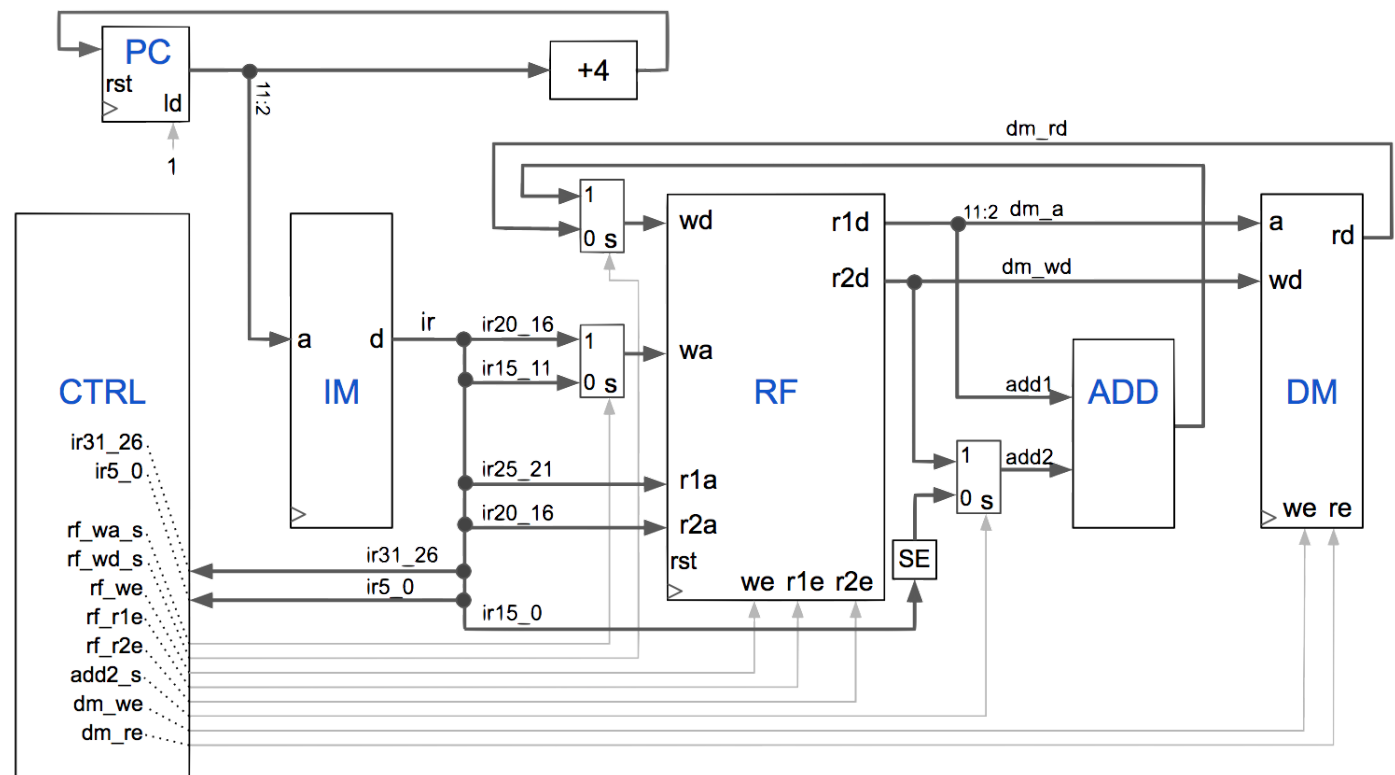 PC
rst
ld
1
11:2
+4
dm_rd
1
0 s
wd
r1d
11:2 dm_a
a
rd
r2d
dm_wd
wd
a
d
ir
ir20_16
1
wa
ir15_11
0 s
CTRL
IM
RF
add1
ADD
DM
ir31_26
ir5_0
ir25_21
r1a
1
add2
0 s
ir20_16
r2a
rst
we re
rf_wa_s
rf_wd_s
rf_we
rf_r1e
rf_r2e
add2_s
dm_we
dm_re
ir31_26
SE
we r1e r2e
ir5_0
ir15_0